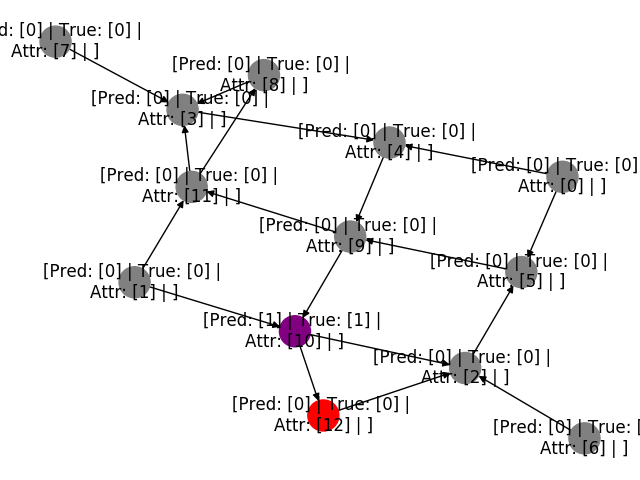 d: [0] | True: [0] |
Attr: [7] | ]
[Pred: [0] | True: [0] |
Attr: [8] | ]
[Pred: [0] | True: [0] |
Attr: [3] | ]
[Pred: [0] | True: [0] |
Attr: [4] | ]
[Pred: [0] | True: [0]
Attr: [0] | ]
[Pred: [0] | True: [0] |
Attr: [11] | ]
[Pred: [0] | True: [0] |
Attr: [9] | ]
[Pred: [0] | True: [0] |
Attr: [5] | ]
[Pred: [0] | True: [0] |
Attr: [1] | ]
[Pred: [1] | True: [1] |
Attr: [10] | ]
[Pred: [0] | True: [0] |
Attr: [2] | ]
[Pred: [0] | True: [0] |
Attr: [12] | ]
[Pred: [0] | True: [
Attr: [6] | ]